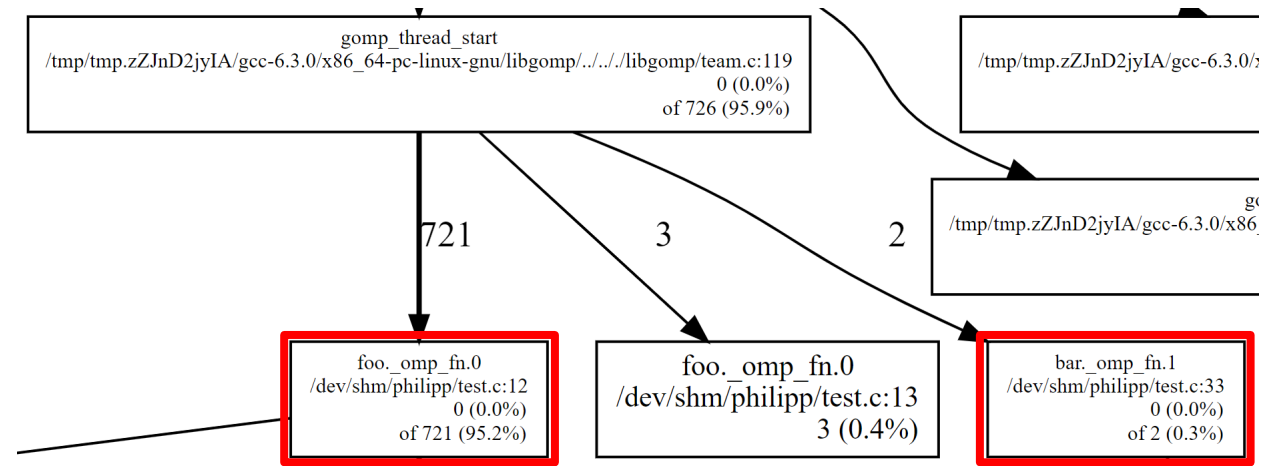 gomp_thread_start
/tmp/tmp.zZJnD2jyIA/gcc-6.3.0/x86_64-pc-linux-gnu/libgomp/../.././libgomp/team.c:119
0 (0.0%)
of 726 (95.9%)
/tmp/tmp.zZJnD2jyIA/gcc-6.3.0/
/tmp/tmp.zZJnD2jyIA/gcc-6.3.0/x86_
721
3
2
foo._omp_fn.0
/dev/shm/philipp/test.c:12
0 (0.0%)
of 721 (95.2%)
foo._omp_fn.0
/dev/shm/philipp/test.c:13
3 (0.4%)
bar._omp_fn.1
/dev/shm/philipp/test.c:33
0 (0.0%)
of 2 (0.3%)